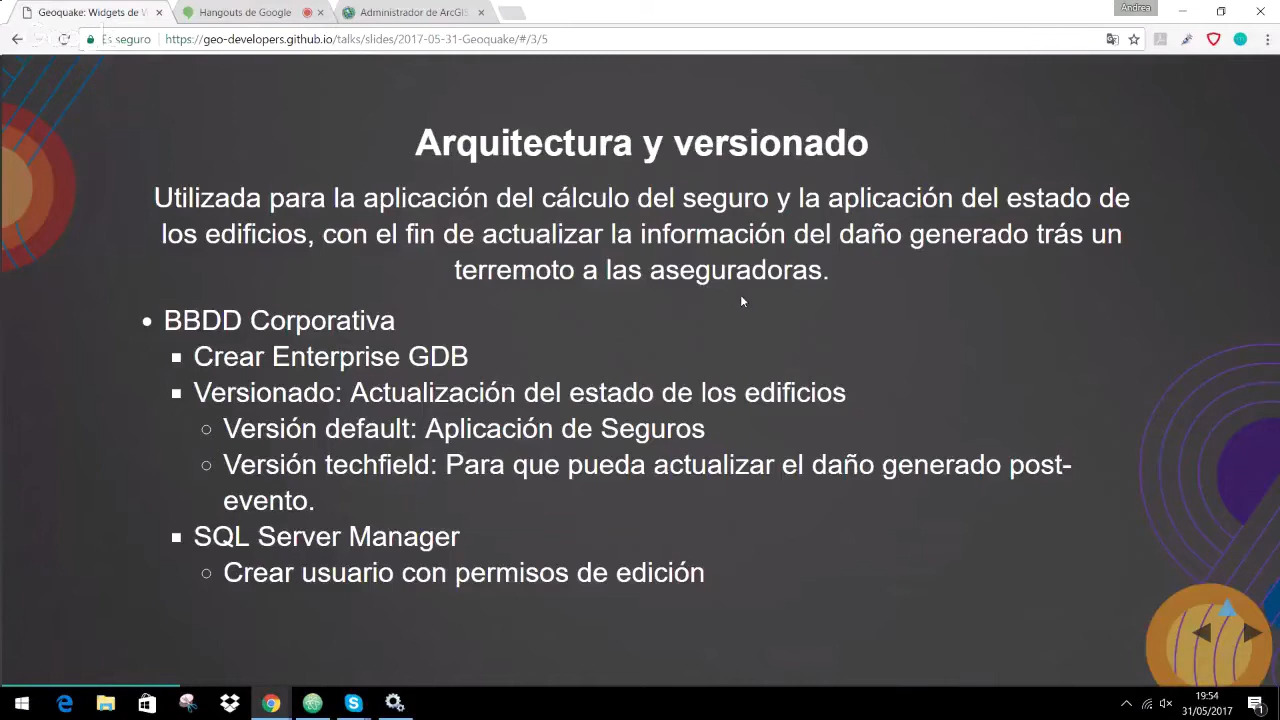 Geoquake: Widgets de
Hangouts de Google
Administrador de ArcGIS
Andrea
Es seguro
https://geo-developers.github.io/talks/slides/2017-05-31-Geoquake/#/3/5
Arquitectura y versionado
Utilizada para la aplicación del cálculo del seguro y la aplicación del estado de
los edificios, con el fin de actualizar la información del daño generado trás un
terremoto a las aseguradoras.
• BBDD Corporativa
▪ Crear Enterprise GDB
▪ Versionado: Actualización del estado de los edificios
○ Versión default: Aplicación de Seguros
○ Versión techfield: Para que pueda actualizar el daño generado post-
evento.
▪ SQL Server Manager
○ Crear usuario con permisos de edición
19:54
31/05/2017